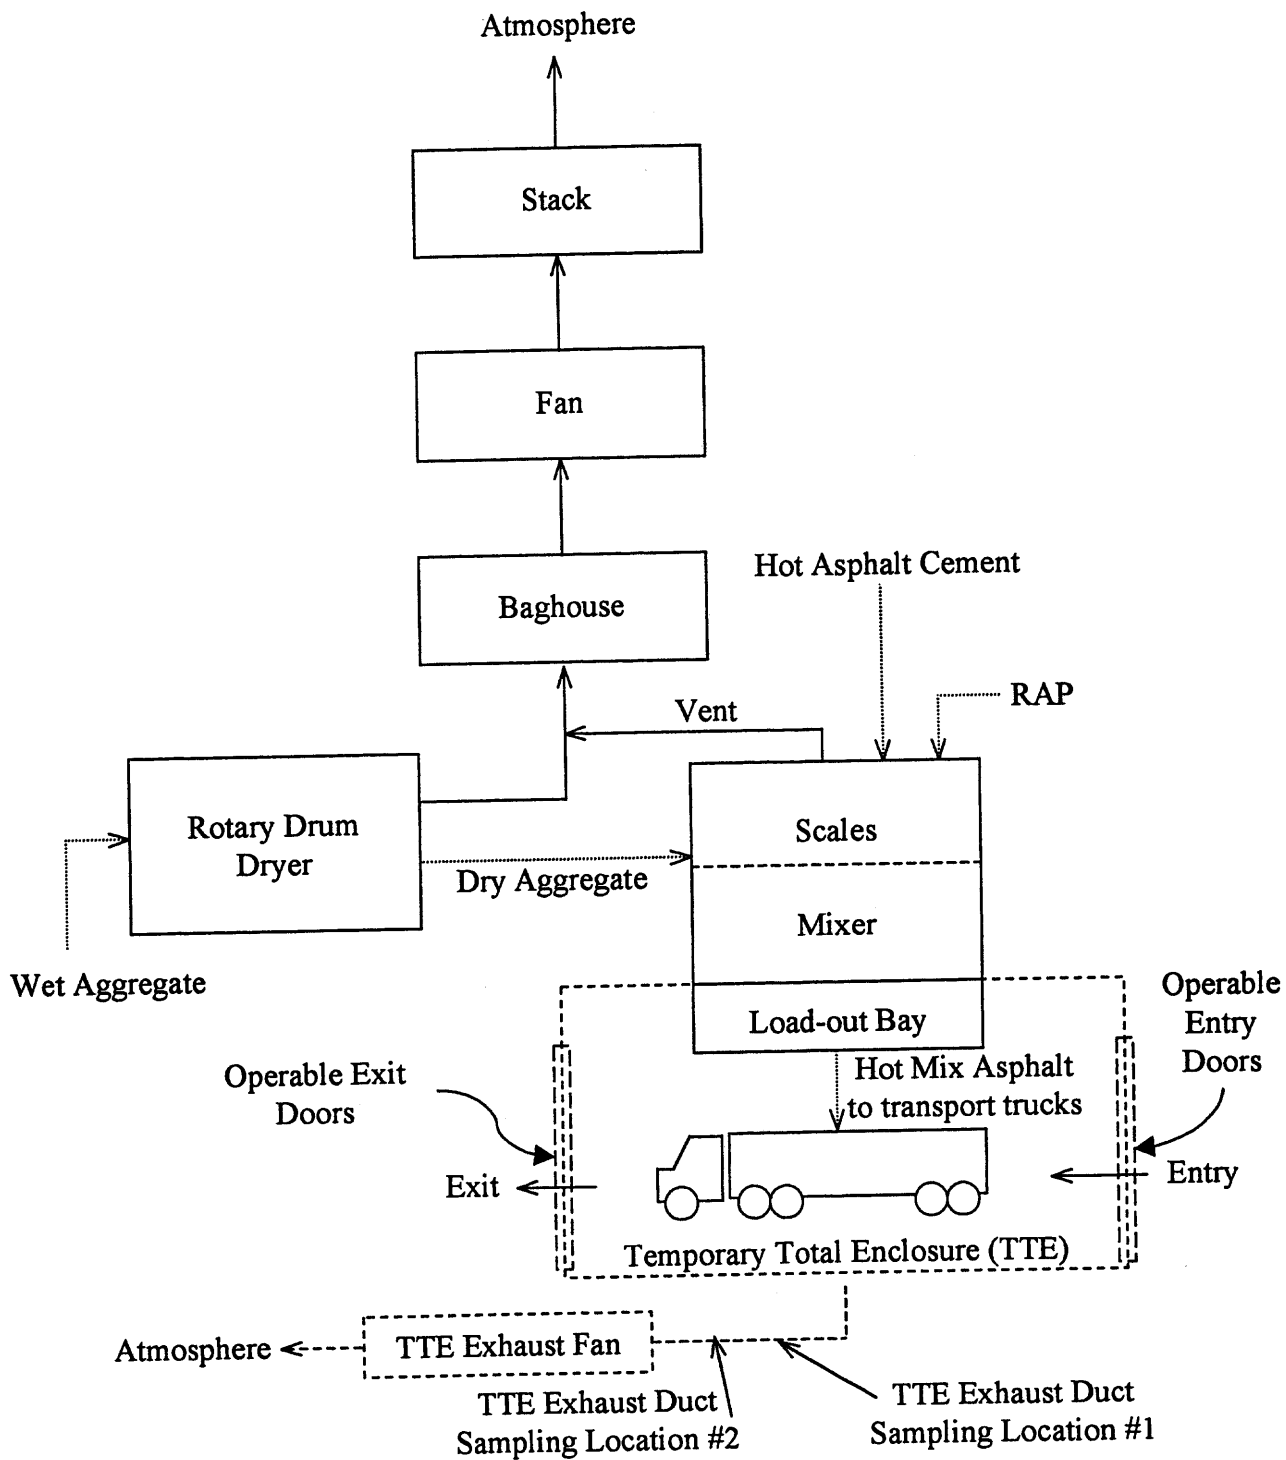 Atmosphere
Stack
Fan
Baghouse
Hot Asphalt Cement
RAP
Vent
Rotary Drum
Dryer
Scales
Dry Aggregate
Mixer
Wet Aggregate
Operable
Entry
Doors
Load-out Bay
Operable Exit
Doors
Hot Mix Asphalt
to transport trucks
Exit
Entry
Temporary Total Enclosure (TTE)
Atmosphere
TTE Exhaust Fan
TTE Exhaust Duct
Sampling Location #2
TTE Exhaust Duct
Sampling Location #1